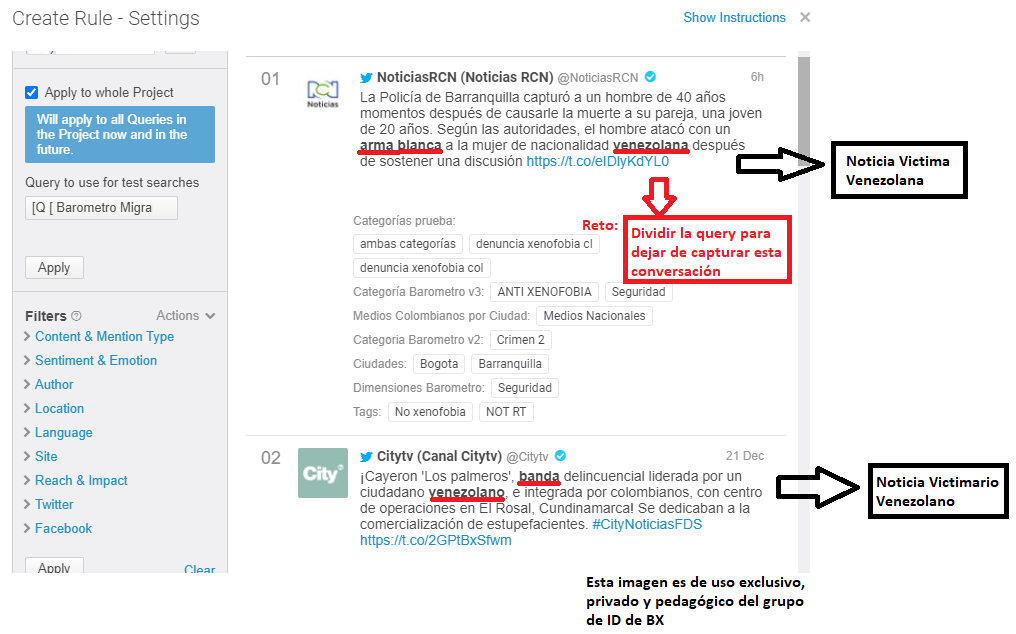 Create Rule - Settings
Show Instructions ×
Apply to whole Project
Will apply to all Queries in
the Project now and in the
future.
Query to use for test searches
[Q [ Barometro Migra
Apply
Filters
Actions
Content & Mention Type
Sentiment & Emotion
Author
Location
Language
Site
Reach & Impact
Twitter
Facebook
Apply
Clear
01
RCN
Noticias
NoticiasRCN (Noticias RCN) @NoticiasRCN
6h
La Policía de Barranquilla capturó a un hombre de 40 años
momentos después de causarle la muerte a su pareja, una joven
de 20 años. Según las autoridades, el hombre atacó con un
arma blanca a la mujer de nacionalidad venezolana después
de sostener una discusión https://t.co/eIDlyKdYL0
Noticia Victima
Venezolana
Reto:
Dividir la query para
dejar de capturar esta
conversación
Categorías prueba:
ambas categorías denuncia xenofobia cl
denuncia xenofobia col
Categoría Barometro v3: ANTI XENOFOBIA Seguridad
Medios Colombianos por Ciudad: Medios Nacionales
Categoria Barometro v2: Crimen 2
Ciudades: Bogota Barranquilla
Dimensiones Barometro: Seguridad
Tags: No xenofobia NOT RT
02
City
Citytv (Canal Citytv) @Citytv
21 Dec
¡Cayeron 'Los palmeros', banda delincuencial liderada por un
ciudadano venezolano, e integrada por colombianos, con centro
de operaciones en El Rosal, Cundinamarca! Se dedicaban a la
comercialización de estupefacientes. #CityNoticiasFDS
https://t.co/2GPtBxSfwm
Noticia Victimario
Venezolano
Esta imagen es de uso exclusivo,
privado y pedagógico del grupo
de ID de BX